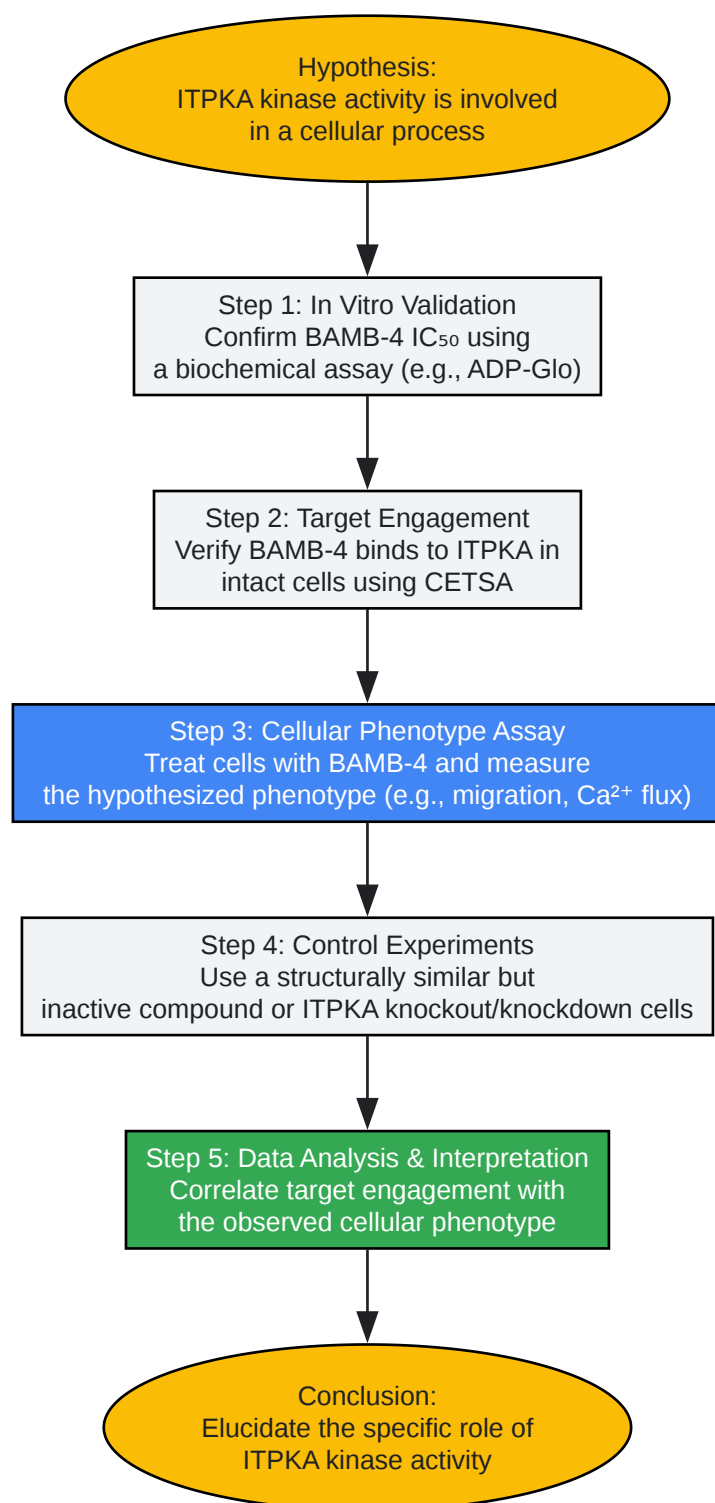 Hypothesis:
ITPKA kinase activity is involved
in a cellular process
Step 1: In Vitro Validation
Confirm BAMB-4 IC₅₀ using
a biochemical assay (e.g., ADP-Glo)
Step 2: Target Engagement
Verify BAMB-4 binds to ITPKA in
intact cells using CETSA
Step 3: Cellular Phenotype Assay
Treat cells with BAMB-4 and measure
the hypothesized phenotype (e.g., migration, Ca²⁺ flux)
Step 4: Control Experiments
Use a structurally similar but
inactive compound or ITPKA knockout/knockdown cells
Step 5: Data Analysis & Interpretation
Correlate target engagement with
the observed cellular phenotype
Conclusion:
Elucidate the specific role of
ITPKA kinase activity